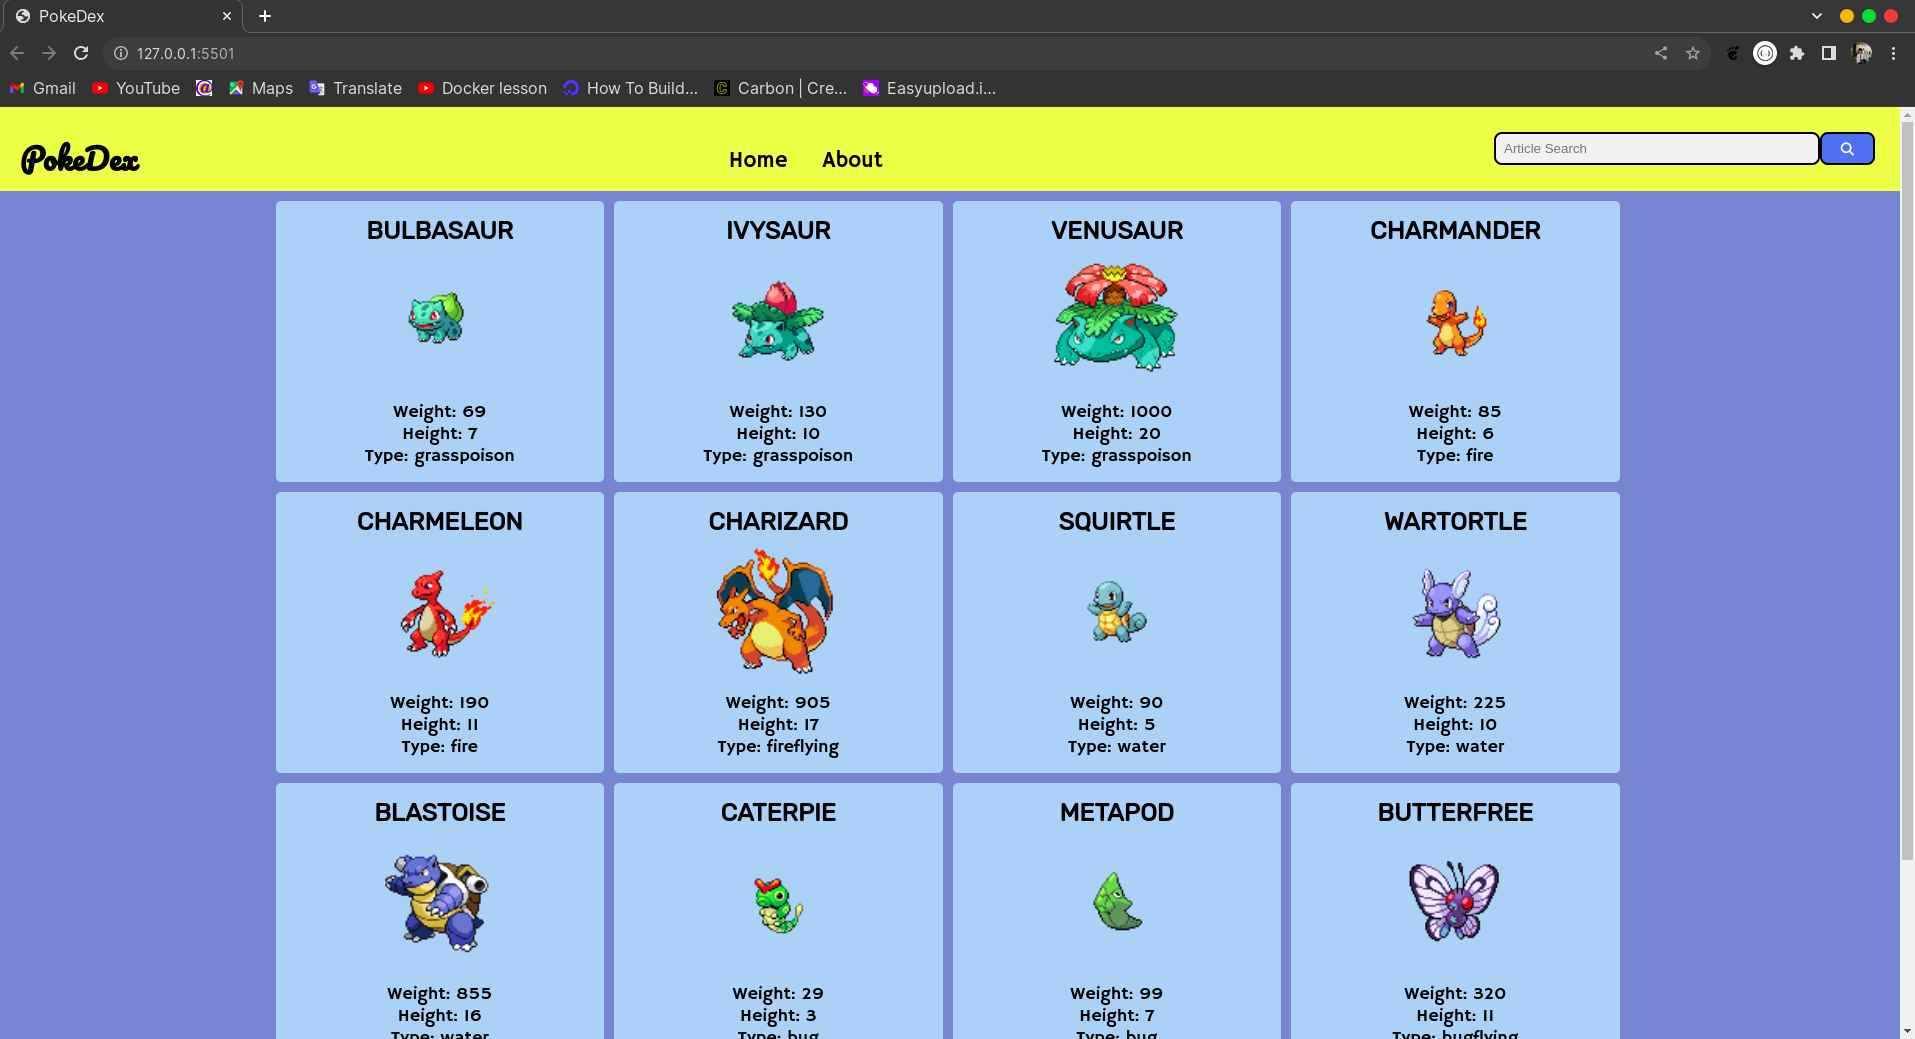 PokeDex
127.0.0.1:5501
Gmail YouTube Maps Translate Docker lesson How To Build... Carbon | Cre... Easyupload.i...
PokeDex Home About Article Search
BULBASAUR IVYSAUR VENUSAUR CHARMANDER
Weight: 69 Weight: 130 Weight: 1000 Weight: 85
Height: 7 Height: 10 Height: 20 Height: 6
Type: grasspoison Type: grasspoison Type: grasspoison Type: fire
CHARMELEON CHARIZARD SQUIRTLE WARTORTLE
Weight: 190 Weight: 905 Weight: 90 Weight: 225
Height: 11 Height: 17 Height: 5 Height: 10
Type: fire Type: fireflying Type: water Type: water
BLASTOISE CATERPIE METAPOD BUTTERFREE
Weight: 855 Weight: 29 Weight: 99 Weight: 320
Height: 16 Height: 3 Height: 7 Height: 11
Type: water Type: bug Type: bug Type: bugflying